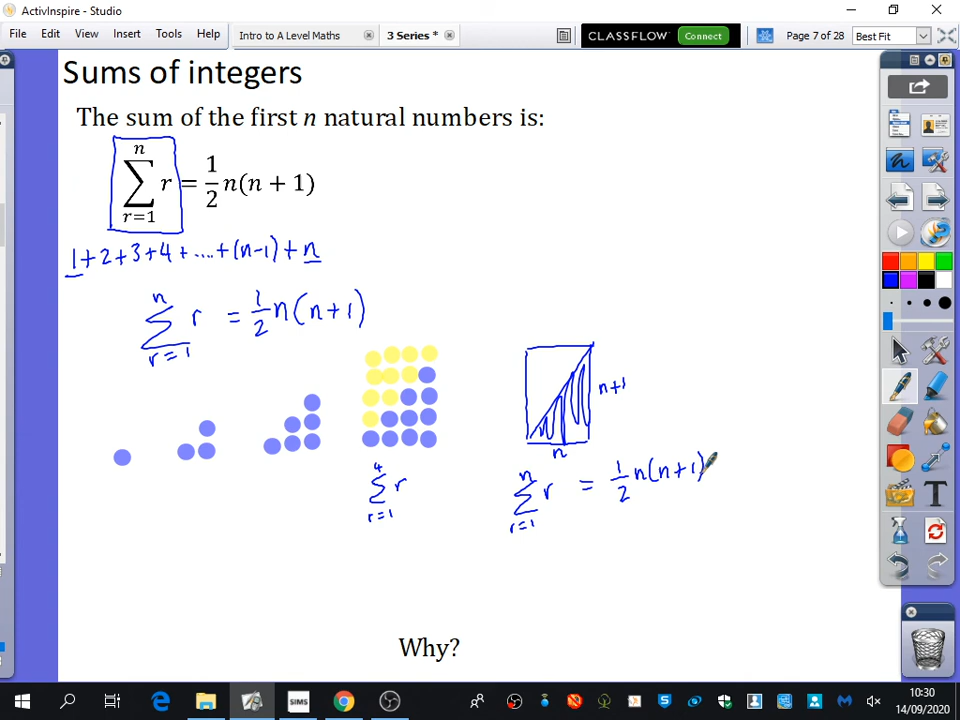 ActivInspire - Studio
File Edit View Insert Tools Help
Intro to A Level Maths
3 Series *
CLASSFLOW Connect
Page 7 of 28
Best Fit
Sums of integers
The sum of the first n natural numbers is:
n
∑ r = 1/2 n(n + 1)
r=1
1+2+3+4+....+(n-1)+n
n
∑ r = 1/2 n(n+1)
r=1
n+1
n
4
∑ r
r=1
n
∑ r = 1/2 n(n+1)
r=1
Why?
SIMS
10:30
14/09/2020